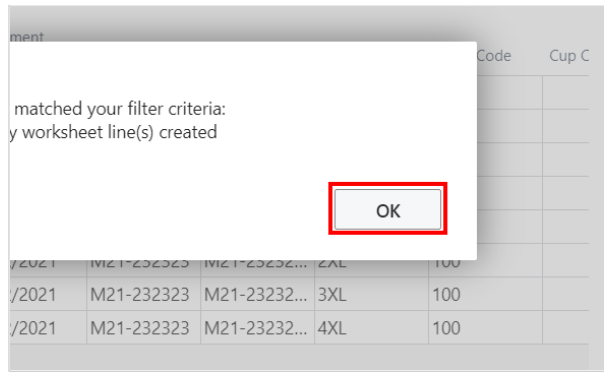 ment
Code Cup C
matched your filter criteria:
y worksheet line(s) created
OK
/2021 M21-232323 M21-23232... 2XL 100
/2021 M21-232323 M21-23232... 3XL 100
/2021 M21-232323 M21-23232... 4XL 100